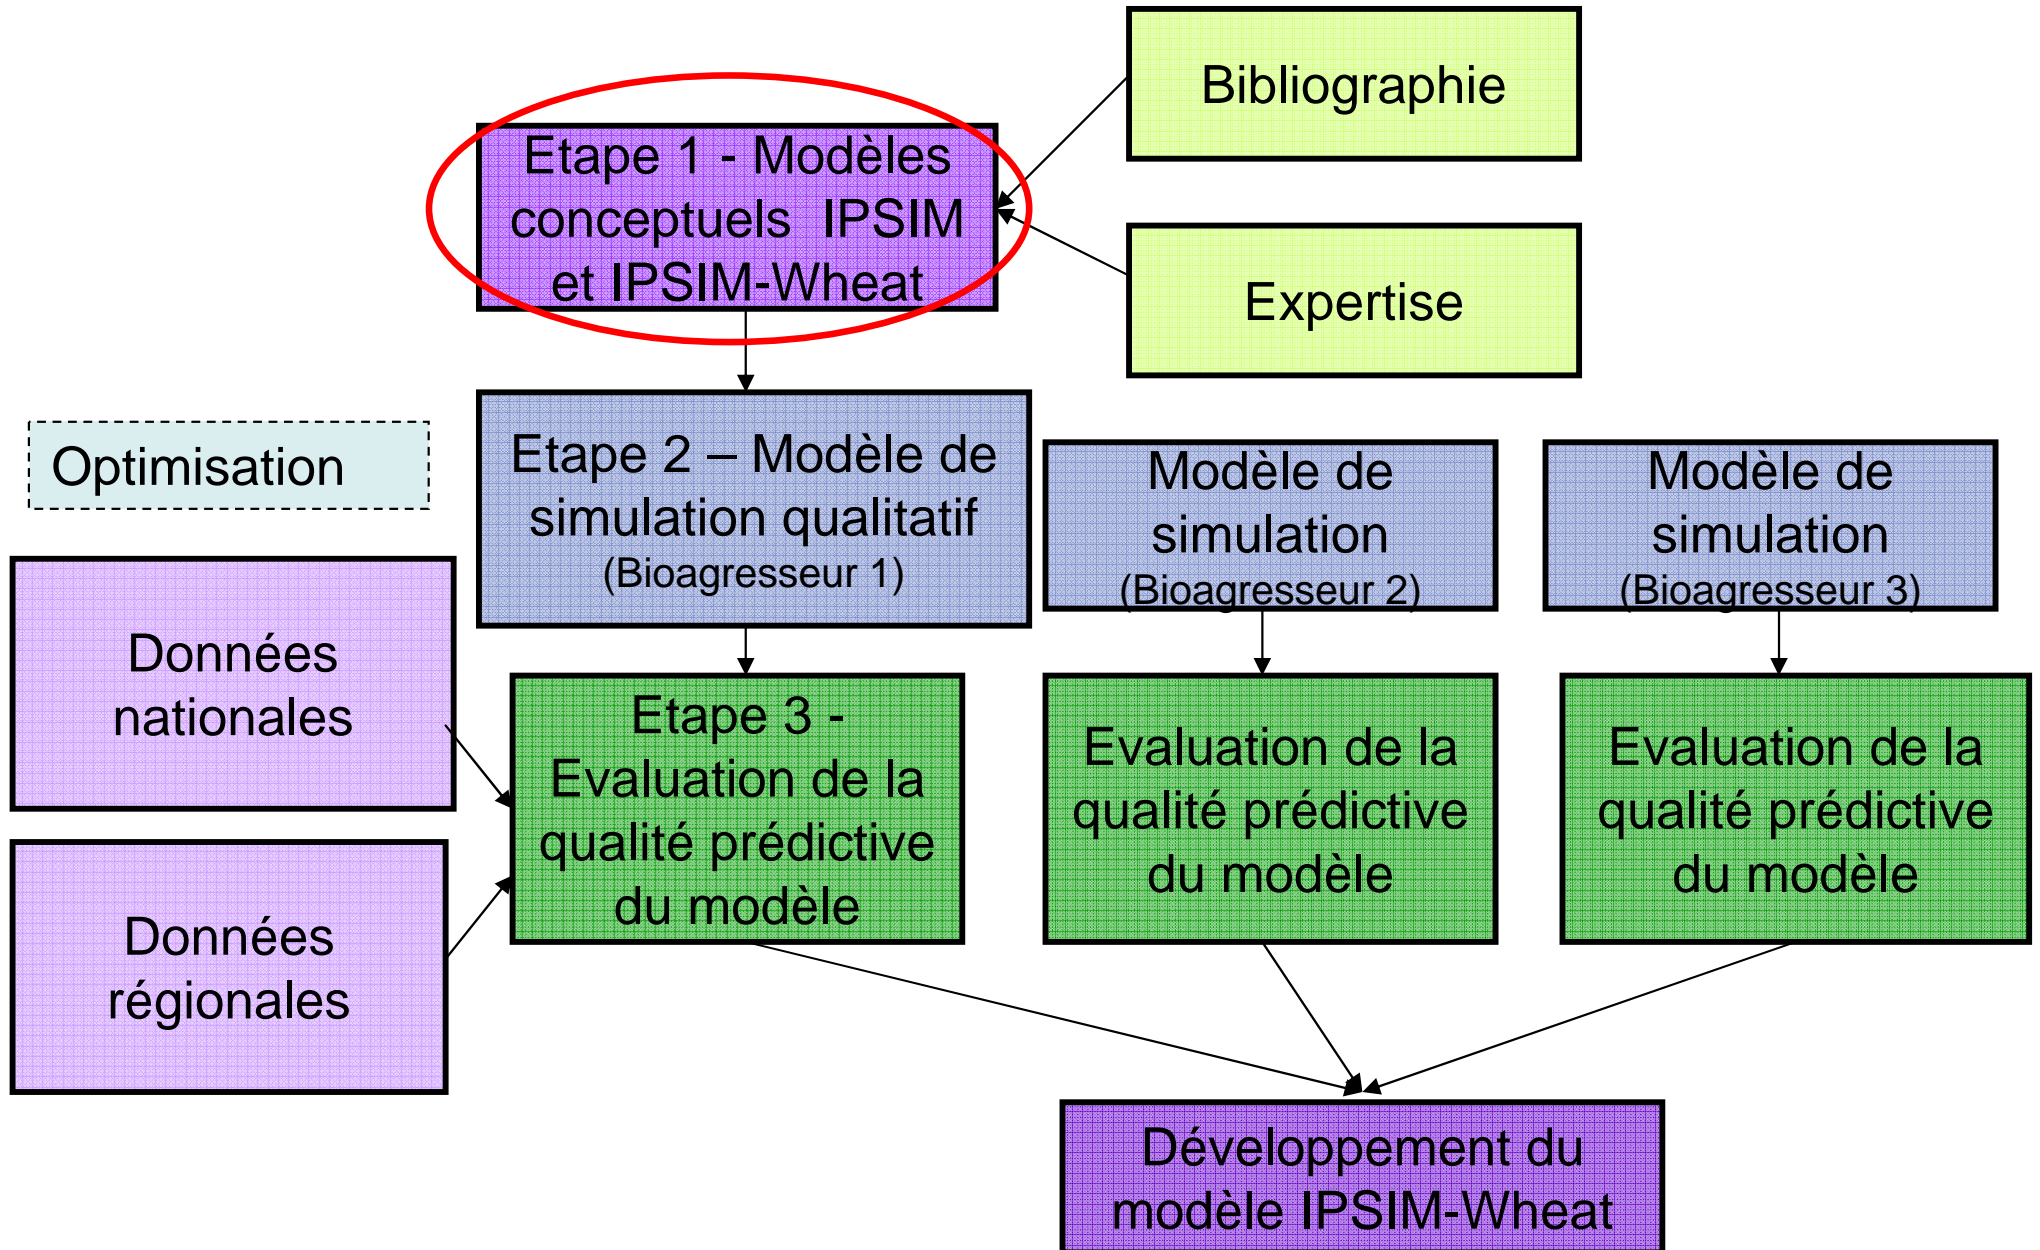 Bibliographie
Etape 1 - Modèles
conceptuels IPSIM
et IPSIM-Wheat
Expertise
Optimisation
Etape 2 – Modèle de
simulation qualitatif
(Bioagresseur 1)
Modèle de
simulation
(Bioagresseur 2)
Modèle de
simulation
(Bioagresseur 3)
Données
nationales
Etape 3 -
Evaluation de la
qualité prédictive
du modèle
Evaluation de la
qualité prédictive
du modèle
Evaluation de la
qualité prédictive
du modèle
Données
régionales
Développement du
modèle IPSIM-Wheat